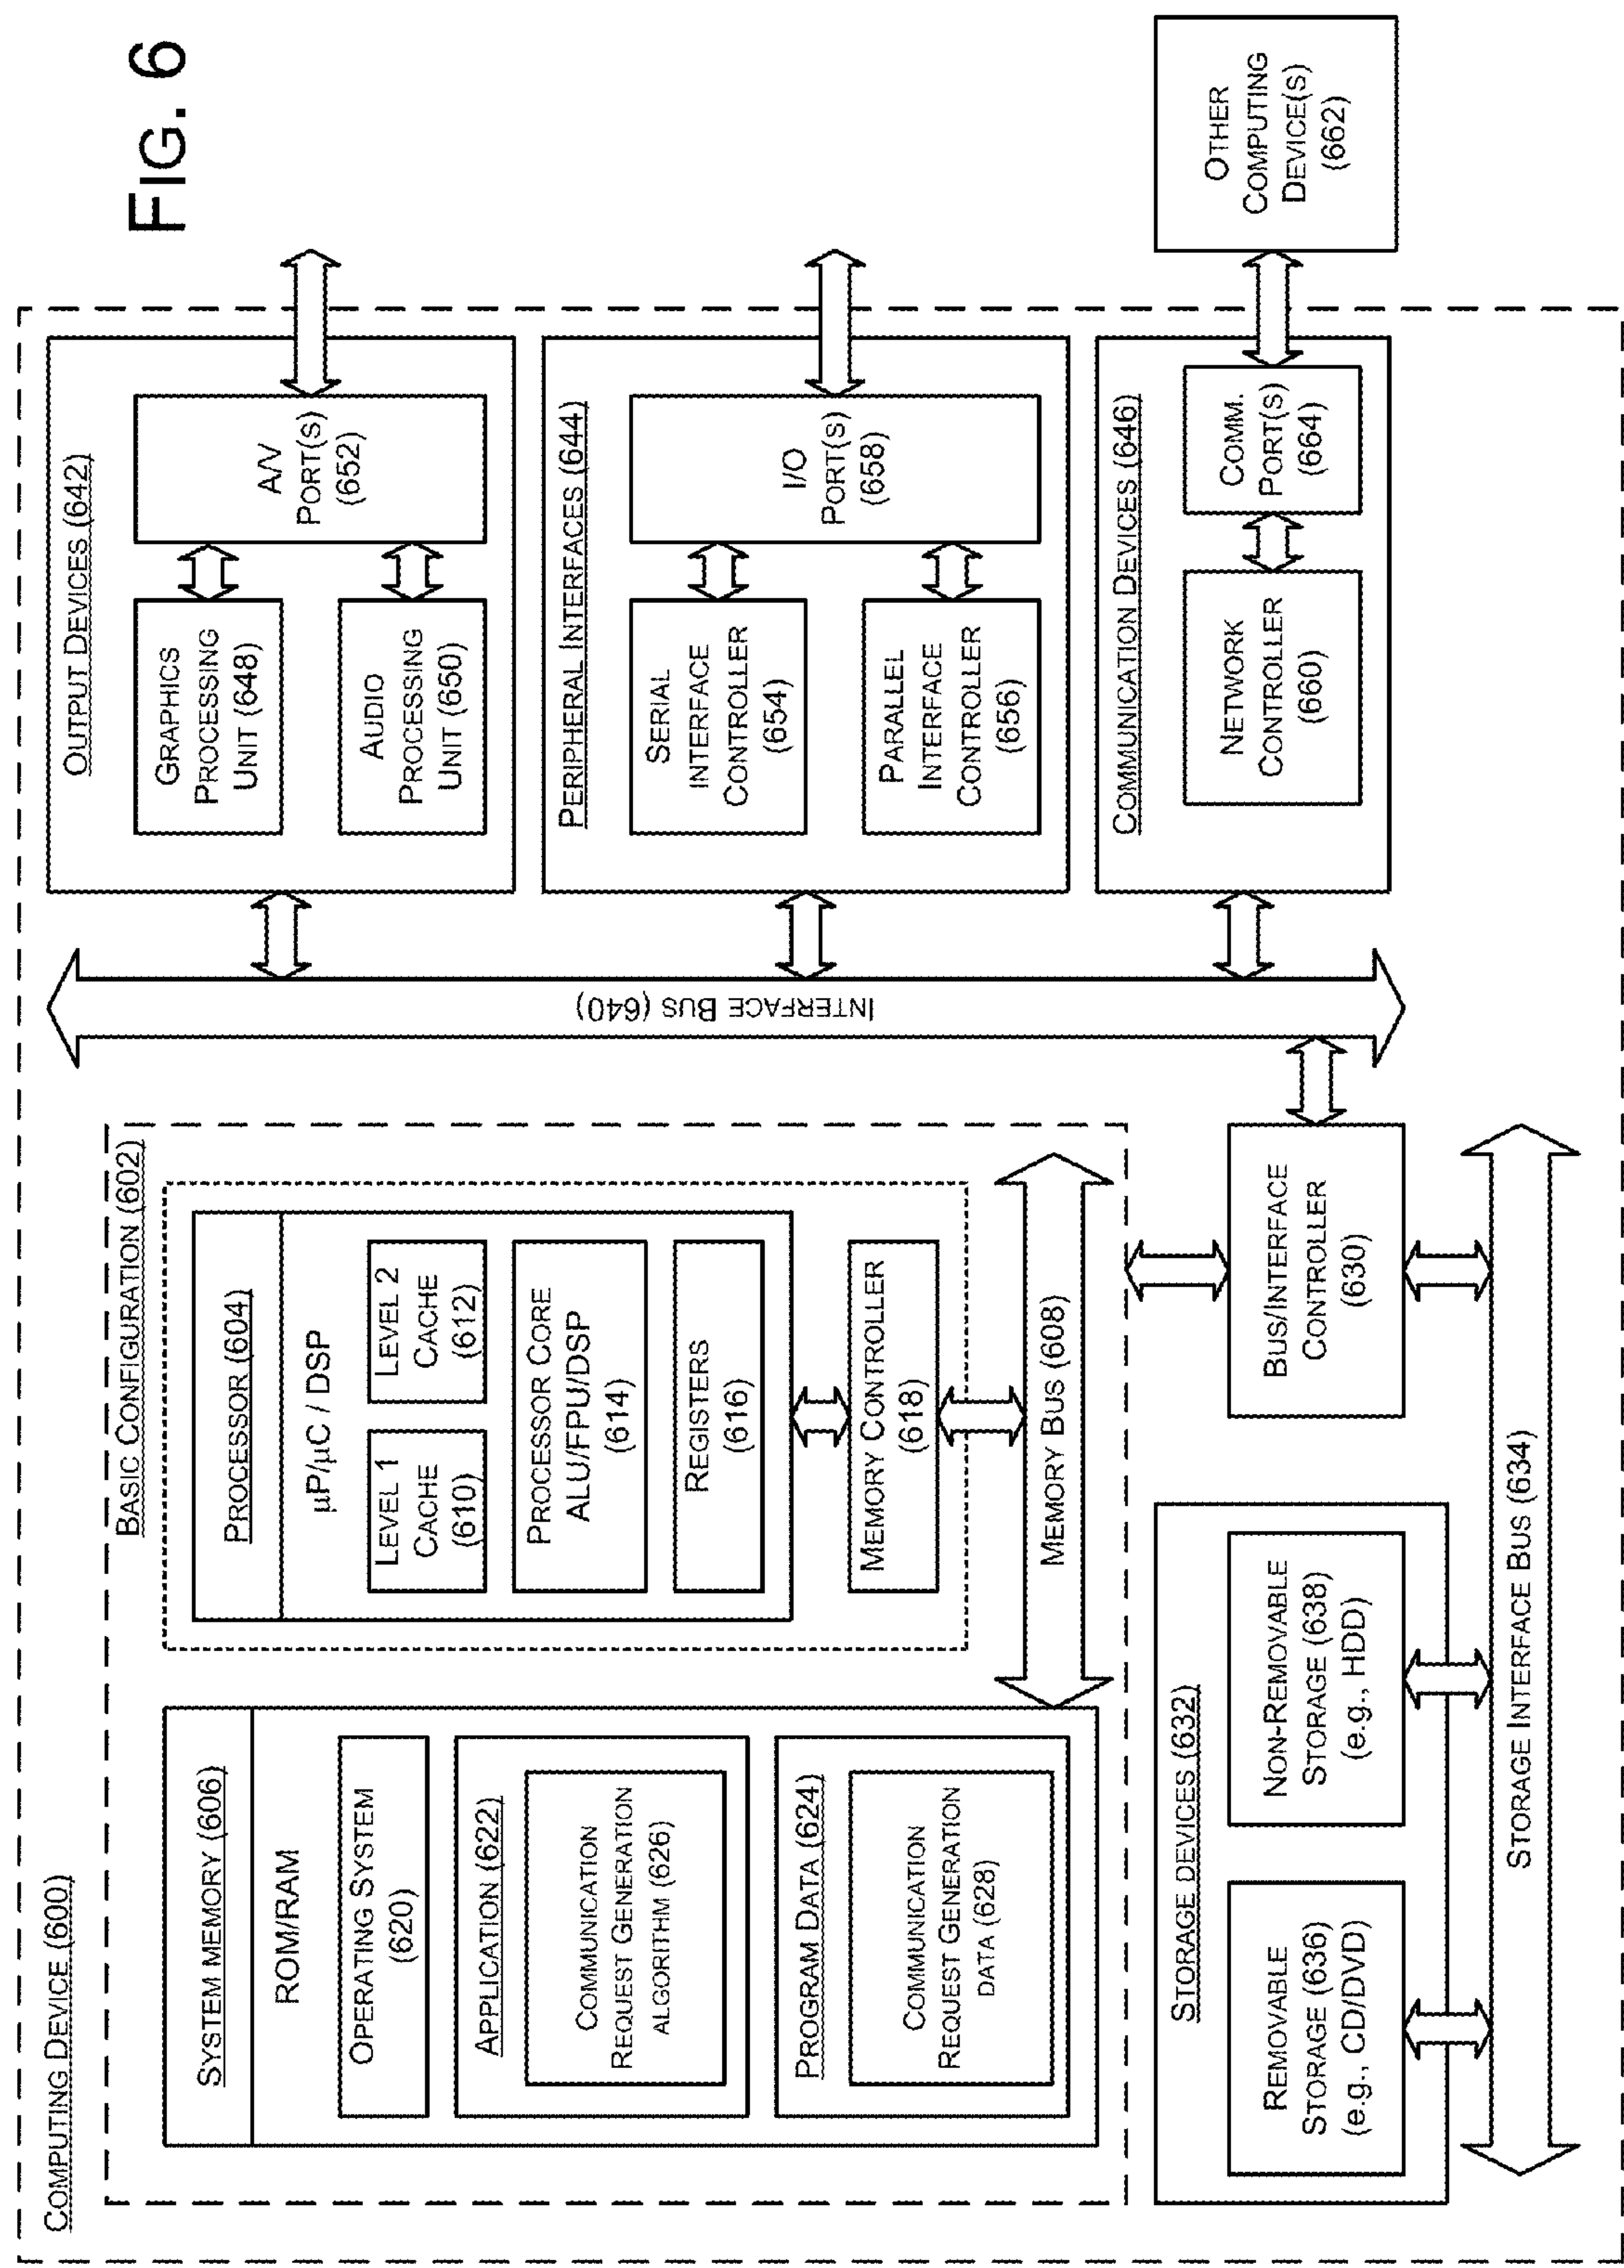 FIG. 6
COMPUTING DEVICE (600)
BASIC CONFIGURATION (602)
SYSTEM MEMORY (606)
ROM/RAM
OPERATING SYSTEM
(620)
APPLICATION (622)
COMMUNICATION
REQUEST GENERATION
ALGORITHM (626)
PROGRAM DATA (624)
COMMUNICATION
REQUEST GENERATION
DATA (628)
PROCESSOR (604)
µP/µC / DSP
LEVEL 1
CACHE
(610)
LEVEL 2
CACHE
(612)
PROCESSOR CORE
ALU/FPU/DSP
(614)
REGISTERS
(616)
MEMORY CONTROLLER
(618)
MEMORY BUS (608)
BUS/INTERFACE
CONTROLLER
(630)
STORAGE DEVICES (632)
REMOVABLE
STORAGE (636)
(e.g., CD/DVD)
NON-REMOVABLE
STORAGE (638)
(e.g., HDD)
STORAGE INTERFACE BUS (634)
INTERFACE BUS (640)
OUTPUT DEVICES (642)
GRAPHICS
PROCESSING
UNIT (648)
AUDIO
PROCESSING
UNIT (650)
A/V
PORT(S)
(652)
PERIPHERAL INTERFACES (644)
SERIAL
INTERFACE
CONTROLLER
(654)
PARALLEL
INTERFACE
CONTROLLER
(656)
I/O
PORT(S)
(658)
COMMUNICATION DEVICES (646)
NETWORK
CONTROLLER
(660)
COMM.
PORT(S)
(664)
OTHER
COMPUTING
DEVICE(S)
(662)